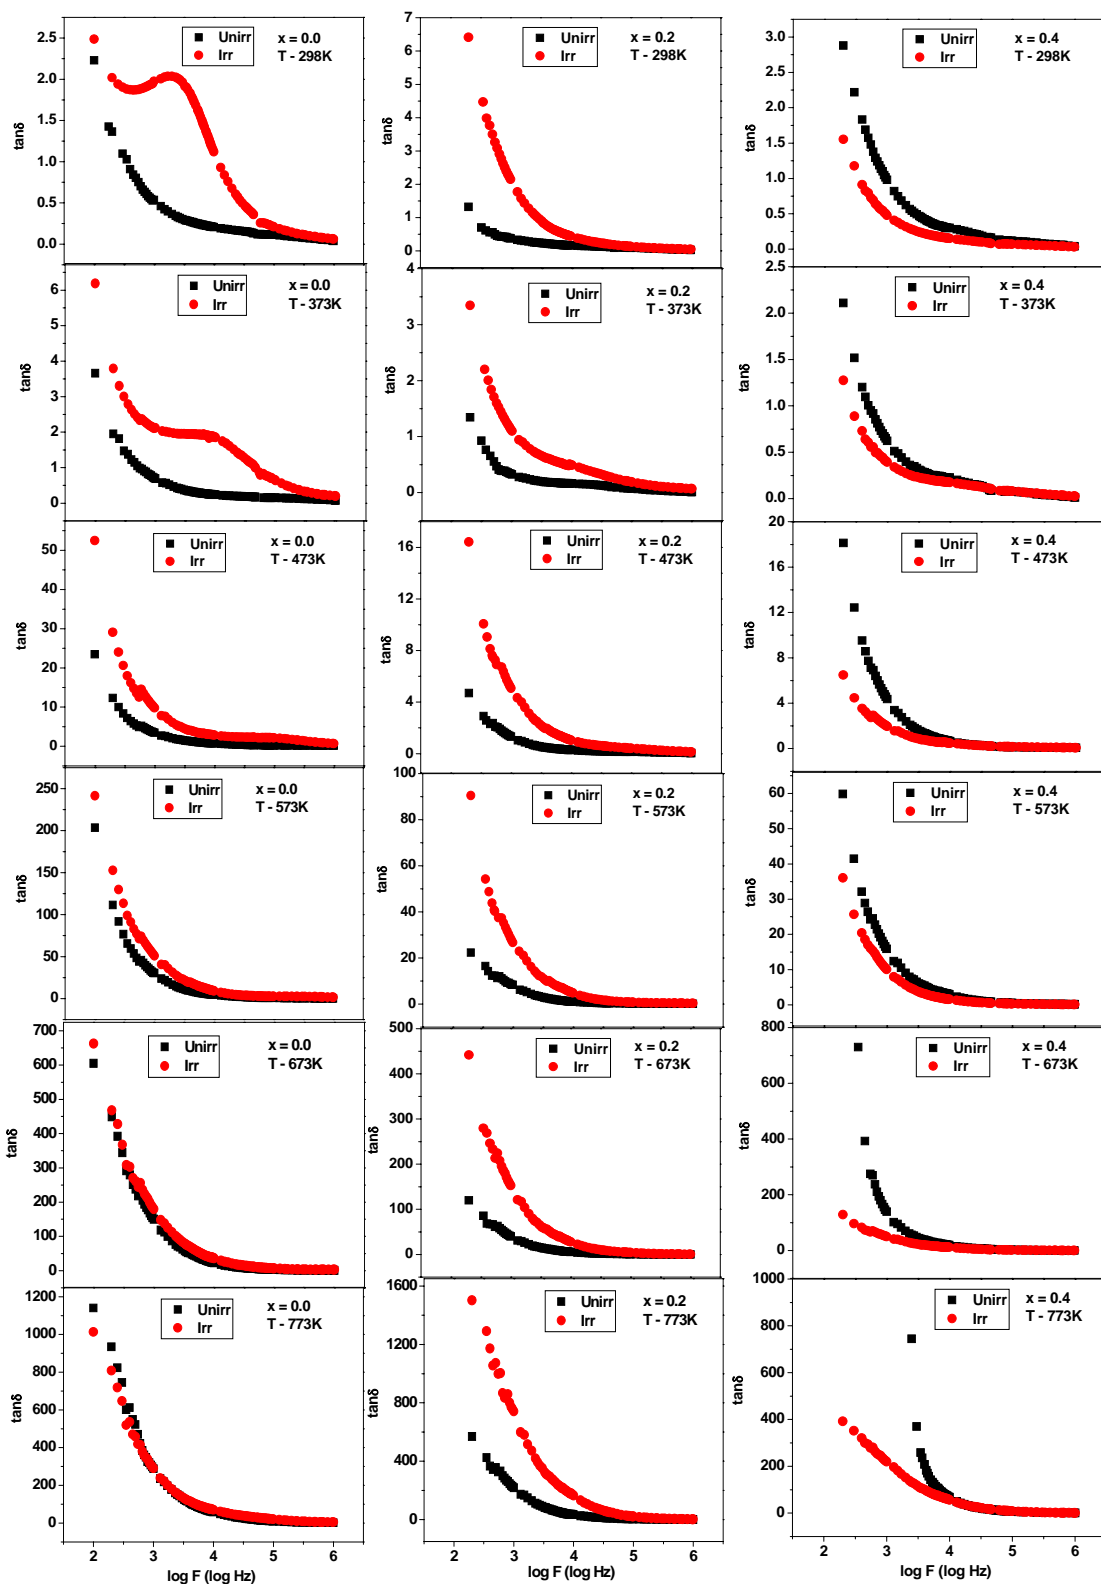 Unirr
Irr
x = 0.0
T - 298K
2.5
2.0
1.5
1.0
0.5
0.0
tanδ
Unirr
Irr
x = 0.2
T - 298K
7
6
5
4
3
2
1
0
tanδ
Unirr
Irr
x = 0.4
T - 298K
3.0
2.5
2.0
1.5
1.0
0.5
0.0
tanδ
Unirr
Irr
x = 0.0
T - 373K
6
5
4
3
2
1
0
tanδ
Unirr
Irr
x = 0.2
T - 373K
4
3
2
1
0
tanδ
Unirr
Irr
x = 0.4
T - 373K
2.5
2.0
1.5
1.0
0.5
0.0
tanδ
Unirr
Irr
x = 0.0
T - 473K
50
40
30
20
10
0
tanδ
Unirr
Irr
x = 0.2
T - 473K
16
12
8
4
0
tanδ
Unirr
Irr
x = 0.4
T - 473K
20
16
12
8
4
0
tanδ
Unirr
Irr
x = 0.0
T - 573K
250
200
150
100
50
0
tanδ
Unirr
Irr
x = 0.2
T - 573K
100
80
60
40
20
0
tanδ
Unirr
Irr
x = 0.4
T - 573K
60
50
40
30
20
10
0
tanδ
Unirr
Irr
x = 0.0
T - 673K
700
600
500
400
300
200
100
0
tanδ
Unirr
Irr
x = 0.2
T - 673K
500
400
300
200
100
0
tanδ
Unirr
Irr
x = 0.4
T - 673K
800
600
400
200
0
tanδ
Unirr
Irr
x = 0.0
T - 773K
1200
1000
800
600
400
200
0
tanδ
2 3 4 5 6
log F (log Hz)
Unirr
Irr
x = 0.2
T - 773K
1600
1200
800
400
0
tanδ
2 3 4 5 6
log F (log Hz)
Unirr
Irr
x = 0.4
T - 773K
1000
800
600
400
200
0
tanδ
2 3 4 5 6
log F (log Hz)